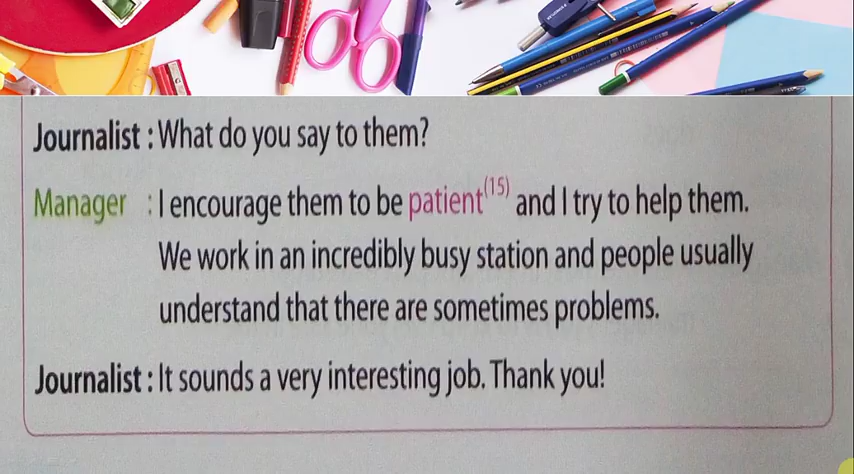 Journalist : What do you say to them?
Manager : I encourage them to be patient(15) and I try to help them.
We work in an incredibly busy station and people usually
understand that there are sometimes problems.
Journalist : It sounds a very interesting job. Thank you!